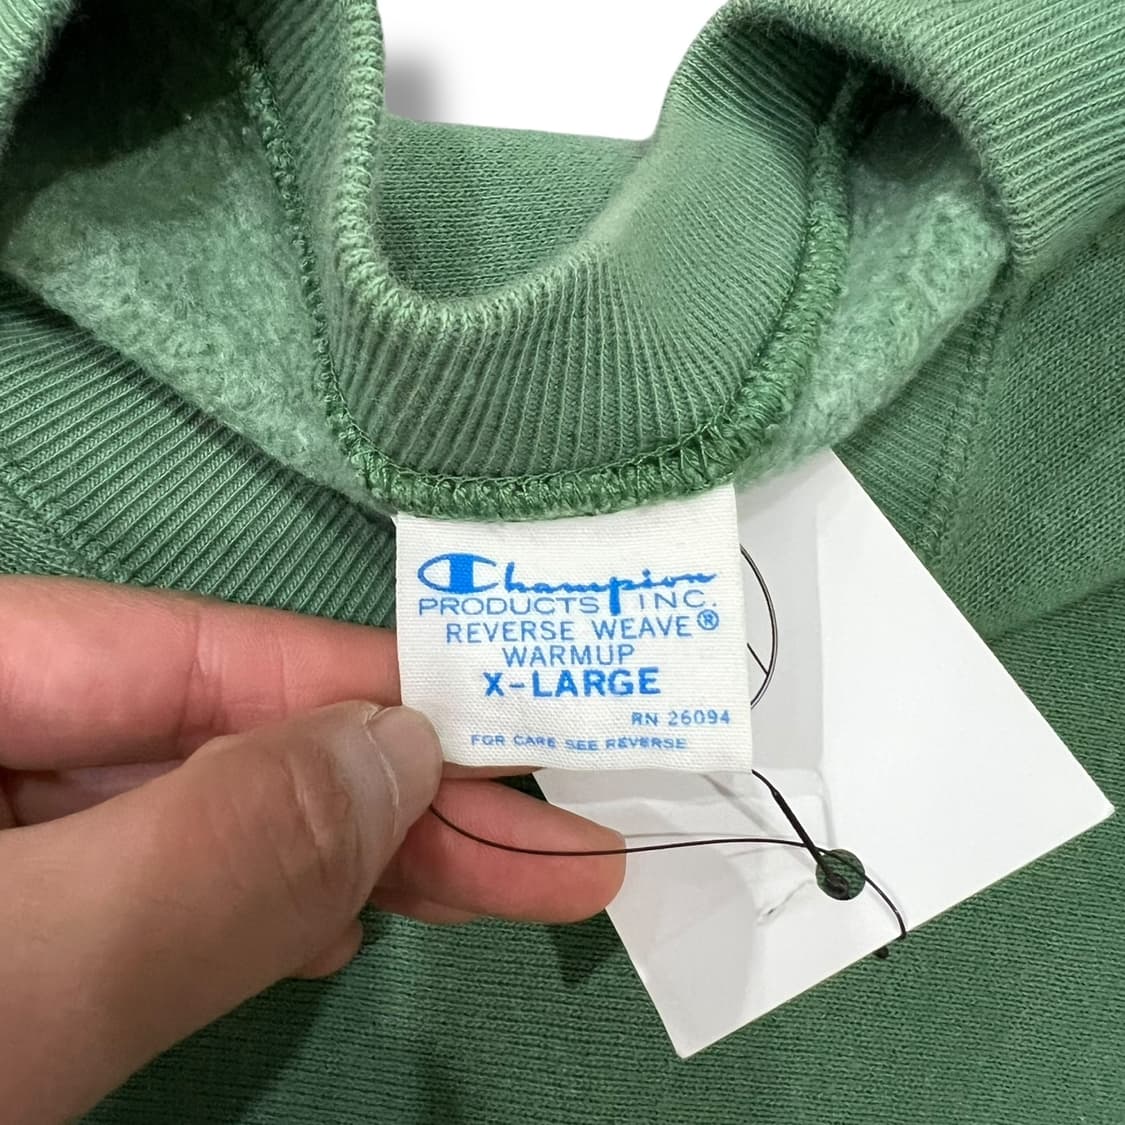 Champion
PRODUCTS INC.
REVERSE WEAVE®
WARMUP
X-LARGE
RN 26094
FOR CARE SEE REVERSE